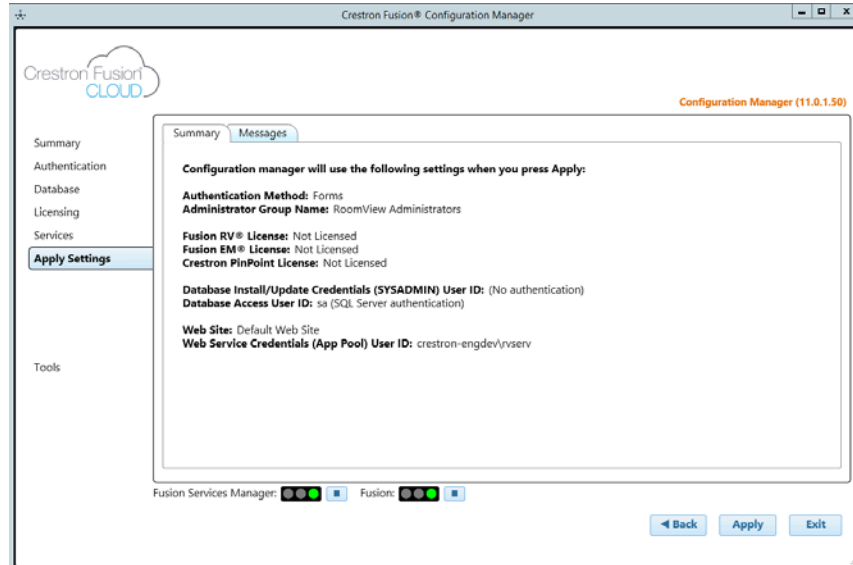 Crestron Fusion® Configuration Manager
Crestron Fusion®
CLOUD
Configuration Manager (11.0.1.50)
Summary
Authentication
Database
Licensing
Services
Apply Settings
Tools
Summary
Messages
Configuration manager will use the following settings when you press Apply:
Authentication Method: Forms
Administrator Group Name: RoomView Administrators
Fusion RV® License: Not Licensed
Fusion EM® License: Not Licensed
Crestron PinPoint License: Not Licensed
Database Install/Update Credentials (SYSADMIN) User ID: (No authentication)
Database Access User ID: sa (SQL Server authentication)
Web Site: Default Web Site
Web Service Credentials (App Pool) User ID: crestron-engdev\rvserv
Fusion Services Manager:
Fusion:
Back
Apply
Exit